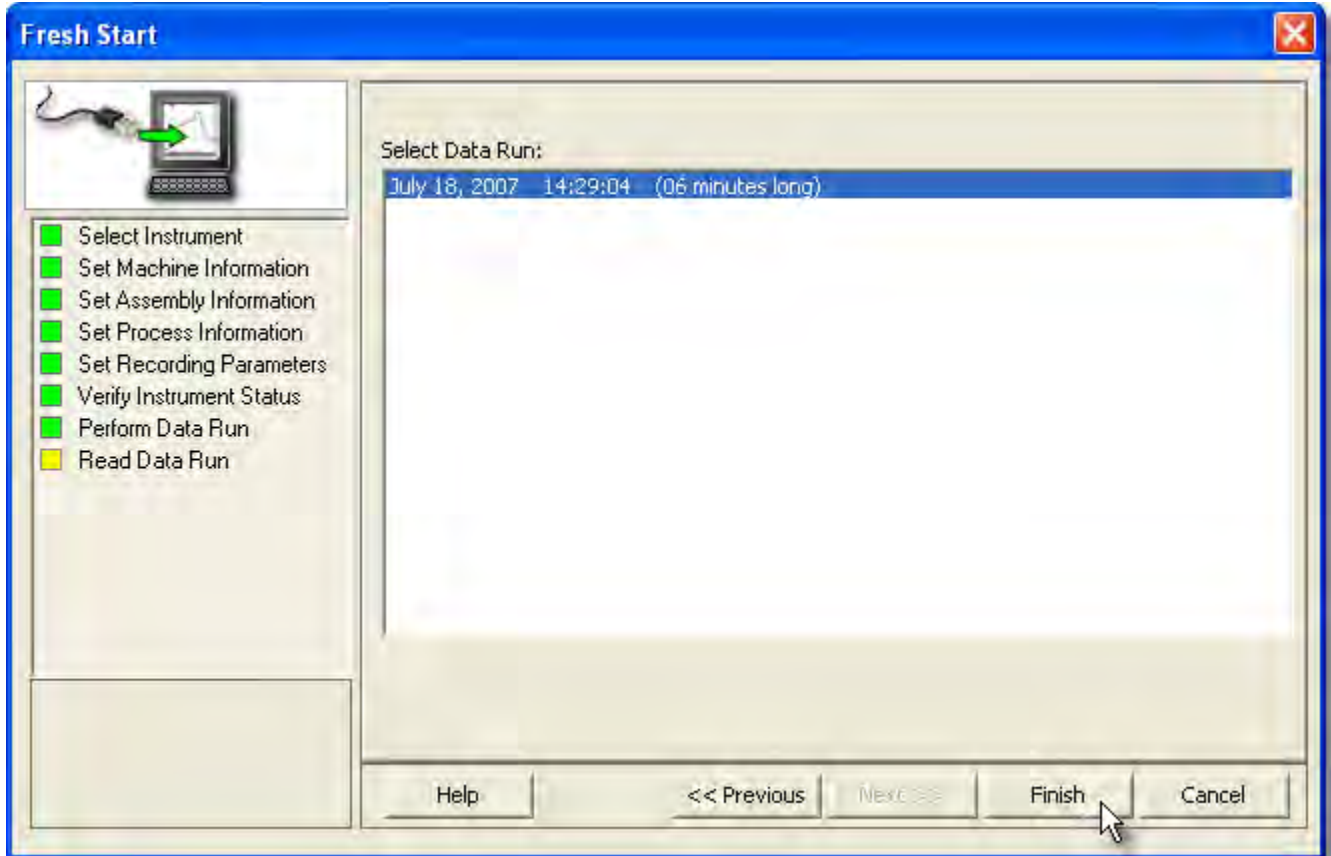 Fresh Start
Select Instrument
Set Machine Information
Set Assembly Information
Set Process Information
Set Recording Parameters
Verify Instrument Status
Perform Data Run
Read Data Run
Select Data Run:
July 18, 2007 14:29:04 (06 minutes long)
Help << Previous Next >> Finish Cancel